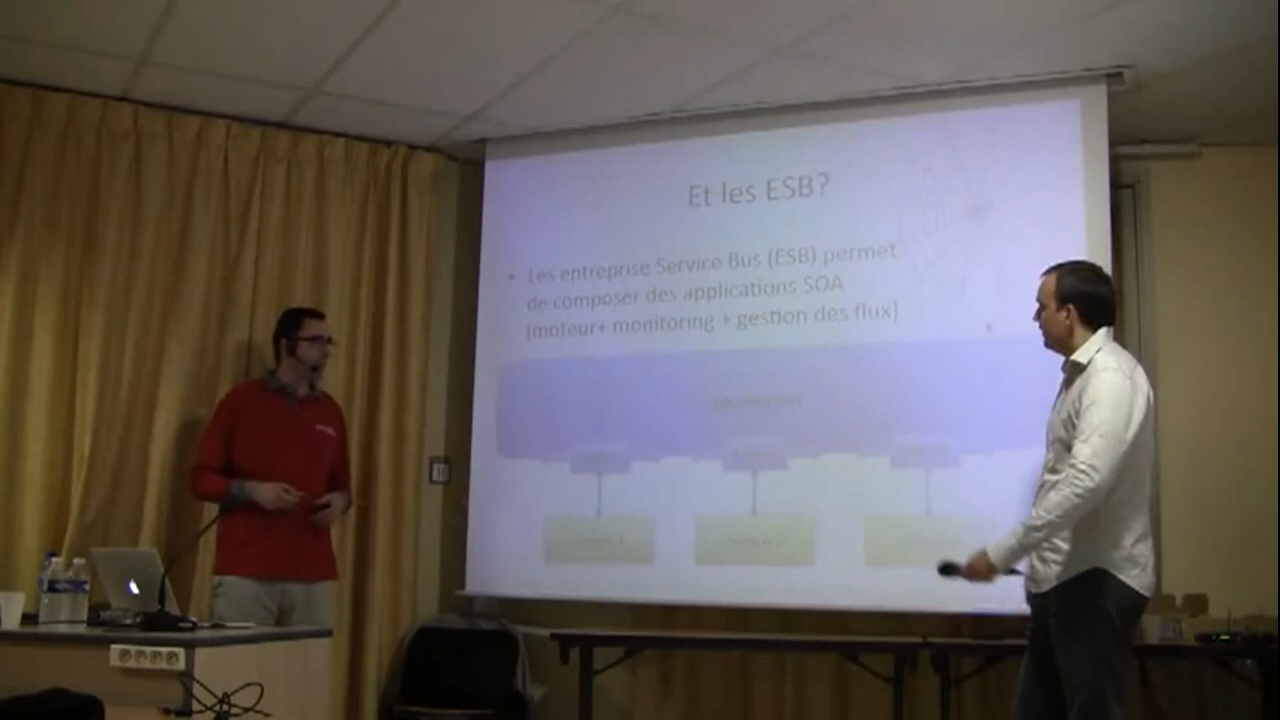 Et les ESB?
• Les entreprise Service Bus (ESB) permet
de composer des applications SOA
(moteur+ monitoring + gestion des flux)